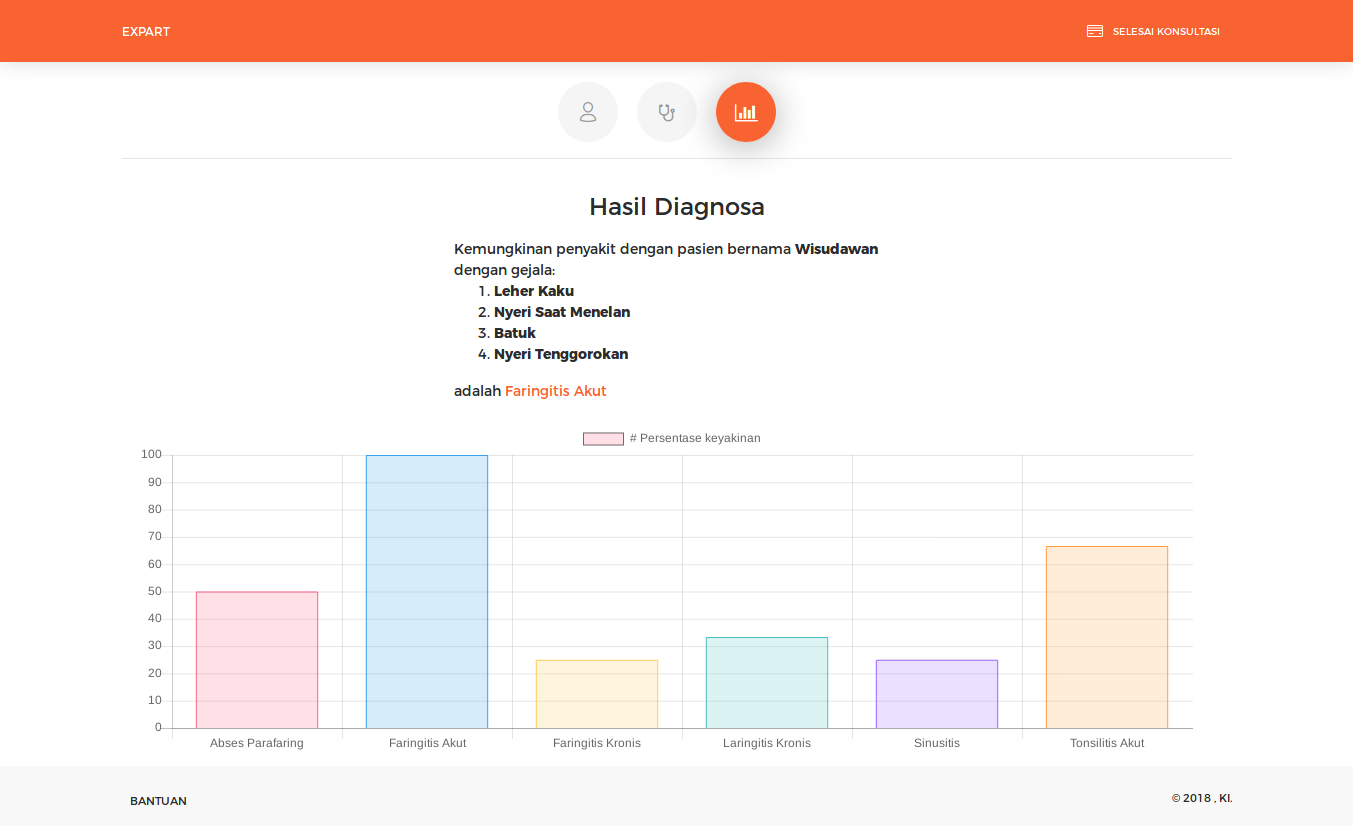 EXPART
SELESAI KONSULTASI
Hasil Diagnosa
Kemungkinan penyakit dengan pasien bernama Wisudawan
dengan gejala:
1. Leher Kaku
2. Nyeri Saat Menelan
3. Batuk
4. Nyeri Tenggorokan
adalah Faringitis Akut
# Persentase keyakinan
100
90
80
70
60
50
40
30
20
10
0
Abses Parafaring
Faringitis Akut
Faringitis Kronis
Laringitis Kronis
Sinusitis
Tonsilitis Akut
BANTUAN
© 2018 , KI.